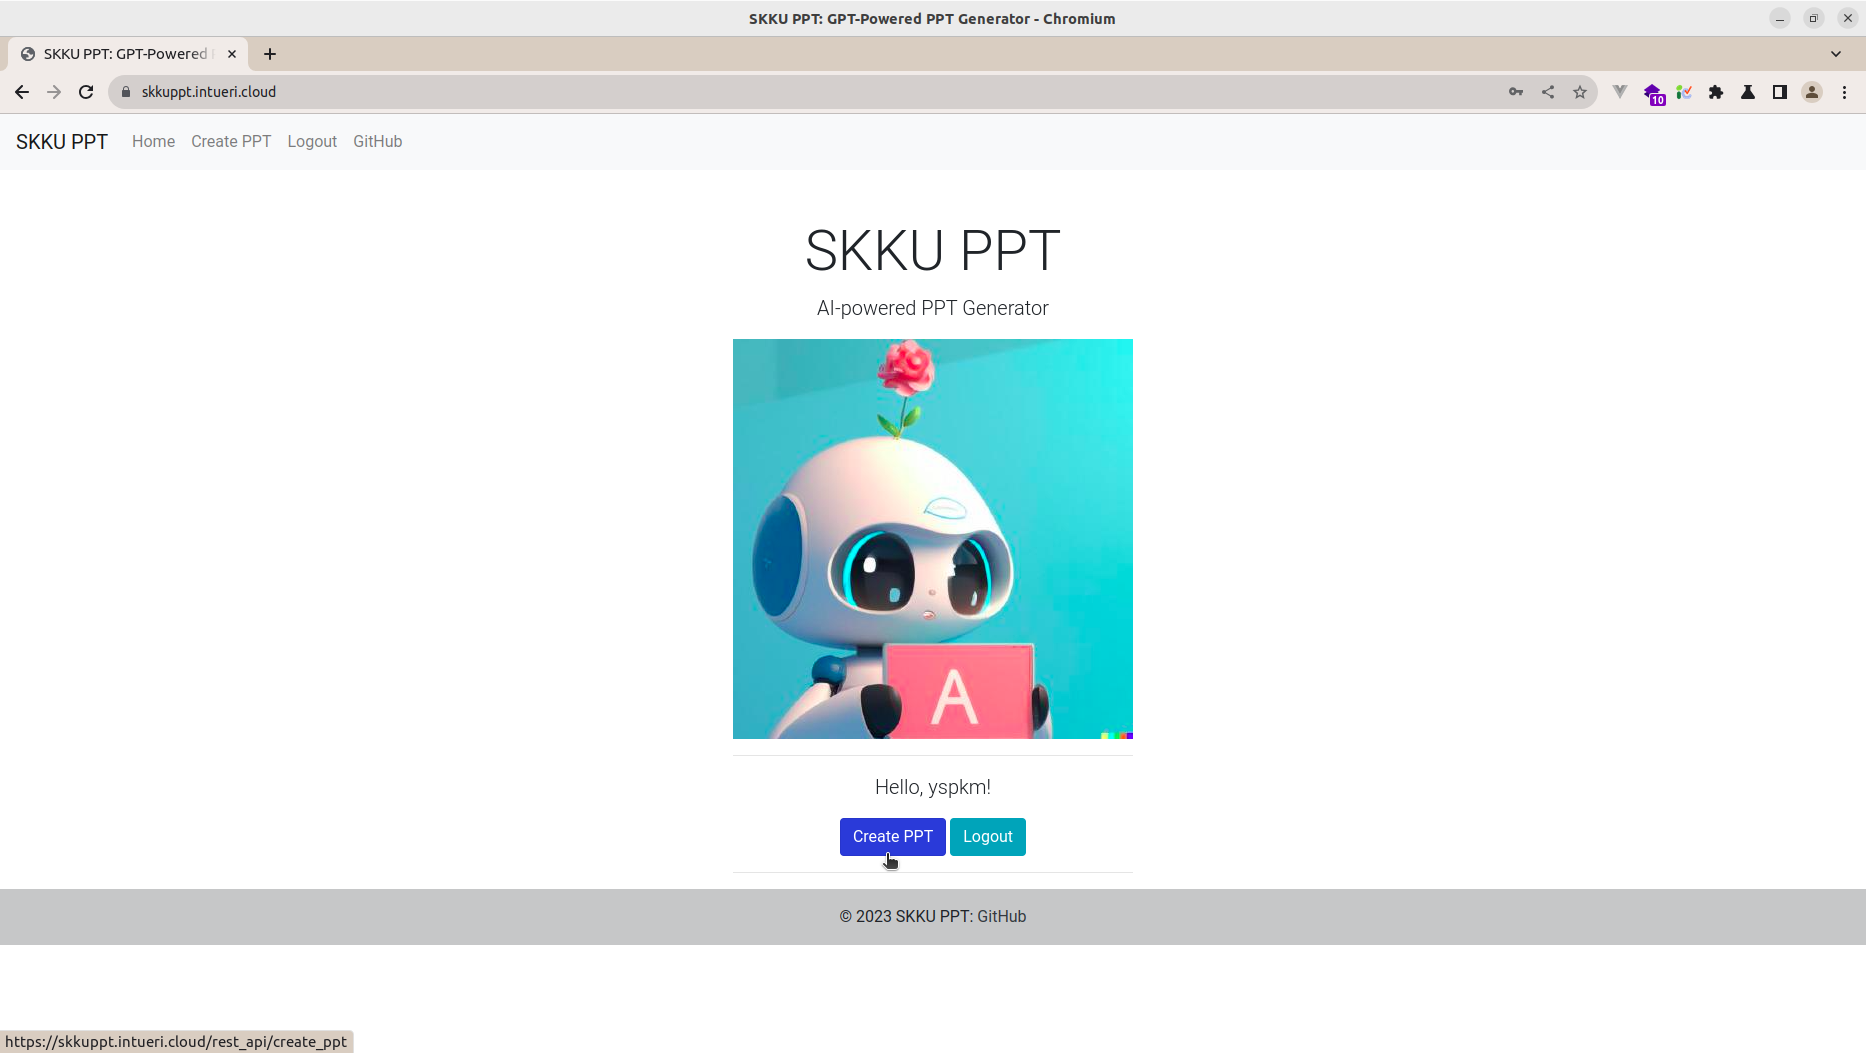 SKKU PPT: GPT-Powered PPT Generator - Chromium
SKKU PPT: GPT-Powered
skkuppt.intueri.cloud
10
SKKU PPT Home Create PPT Logout GitHub
SKKU PPT
AI-powered PPT Generator
A
Hello, yspkm!
Create PPT Logout
© 2023 SKKU PPT: GitHub
https://skkuppt.intueri.cloud/rest_api/create_ppt